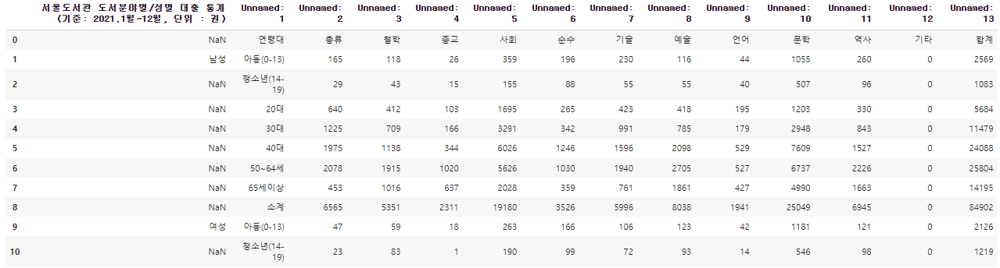 서울도서관 도서분야별/성별 대출 통계 Unnamed: Unnamed: Unnamed: Unnamed: Unnamed: Unnamed: Unnamed: Unnamed: Unnamed: Unnamed: Unnamed: Unnamed: Unnamed:
(기준: 2021.1월~12월, 단위 : 권) 1 2 3 4 5 6 7 8 9 10 11 12 13
0 NaN 연령대 총류 철학 종교 사회 순수 기술 예술 언어 문학 역사 기타 합계
1 남성 아동(0-13) 165 118 26 359 196 230 116 44 1055 260 0 2569
2 NaN 청소년(14-19) 29 43 15 155 88 55 55 40 507 96 0 1083
3 NaN 20대 640 412 103 1695 265 423 418 195 1203 330 0 5684
4 NaN 30대 1225 709 166 3291 342 991 785 179 2948 843 0 11479
5 NaN 40대 1975 1138 344 6026 1246 1596 2098 529 7609 1527 0 24088
6 NaN 50~64세 2078 1915 1020 5626 1030 1940 2705 527 6737 2226 0 25804
7 NaN 65세이상 453 1016 637 2028 359 761 1861 427 4990 1663 0 14195
8 NaN 소계 6565 5351 2311 19180 3526 5996 8038 1941 25049 6945 0 84902
9 여성 아동(0-13) 47 59 18 263 166 106 123 42 1181 121 0 2126
10 NaN 청소년(14-19) 23 83 1 190 99 72 93 14 546 98 0 1219